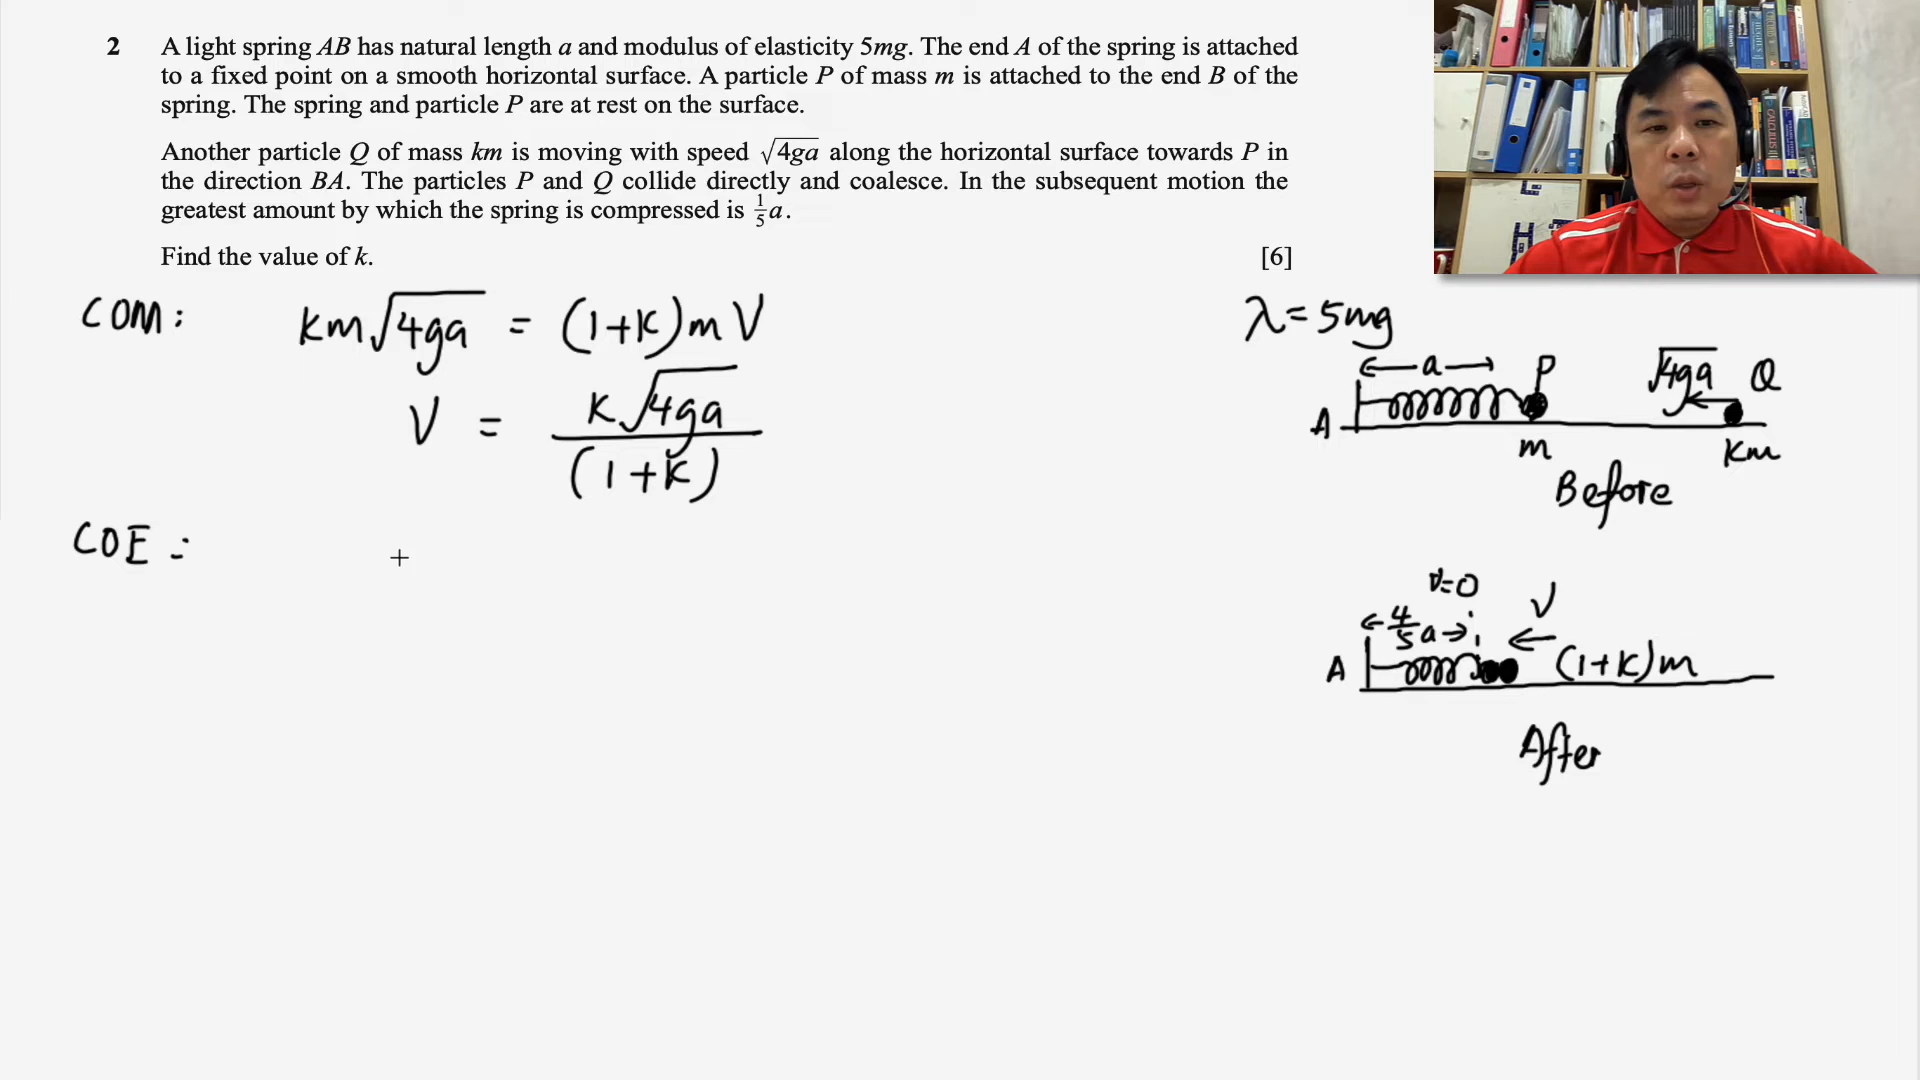 2 A light spring AB has natural length a and modulus of elasticity 5mg. The end A of the spring is attached
to a fixed point on a smooth horizontal surface. A particle P of mass m is attached to the end B of the
spring. The spring and particle P are at rest on the surface.
Another particle Q of mass km is moving with speed √4ga along the horizontal surface towards P in
the direction BA. The particles P and Q collide directly and coalesce. In the subsequent motion the
greatest amount by which the spring is compressed is 1/5 a.
Find the value of k. [6]
COM: km√4ga = (1+k)mV
V = k√4ga / (1+k)
COE =
λ=5mg
a P √4ga Q
A
m km
Before
v=0 V
4/5 a
A (1+k)m
After
CALCULUS